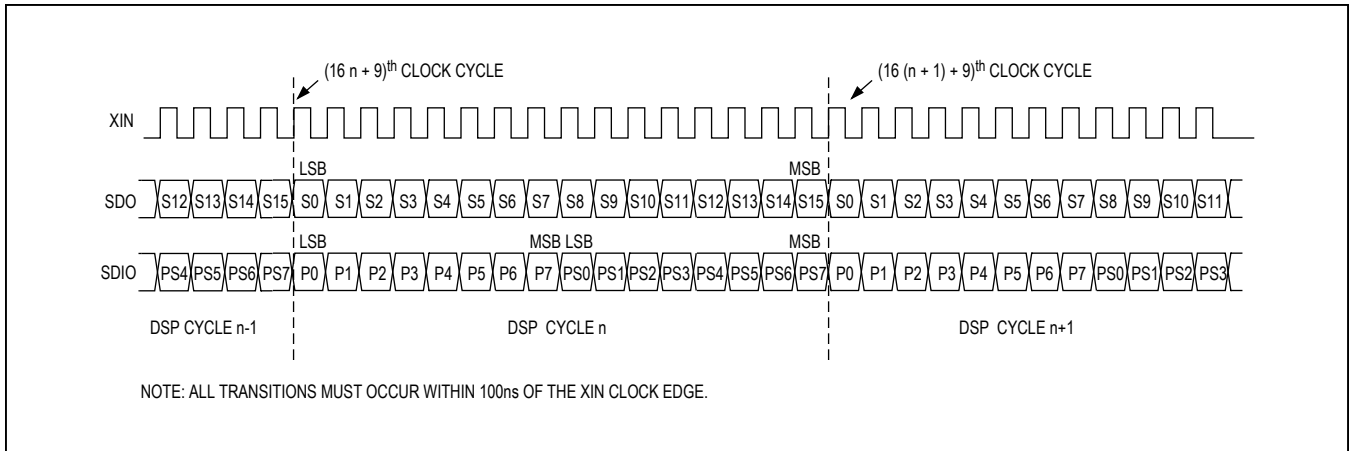 (16 n + 9)th CLOCK CYCLE (16 (n + 1) + 9)th CLOCK CYCLE
XIN
LSB MSB
SDO S12 S13 S14 S15 S0 S1 S2 S3 S4 S5 S6 S7 S8 S9 S10 S11 S12 S13 S14 S15 S0 S1 S2 S3 S4 S5 S6 S7 S8 S9 S10 S11
LSB MSB LSB MSB
SDIO PS4 PS5 PS6 PS7 P0 P1 P2 P3 P4 P5 P6 P7 PS0 PS1 PS2 PS3 PS4 PS5 PS6 PS7 P0 P1 P2 P3 P4 P5 P6 P7 PS0 PS1 PS2 PS3
DSP CYCLE n-1 DSP CYCLE n DSP CYCLE n+1
NOTE: ALL TRANSITIONS MUST OCCUR WITHIN 100ns OF THE XIN CLOCK EDGE.